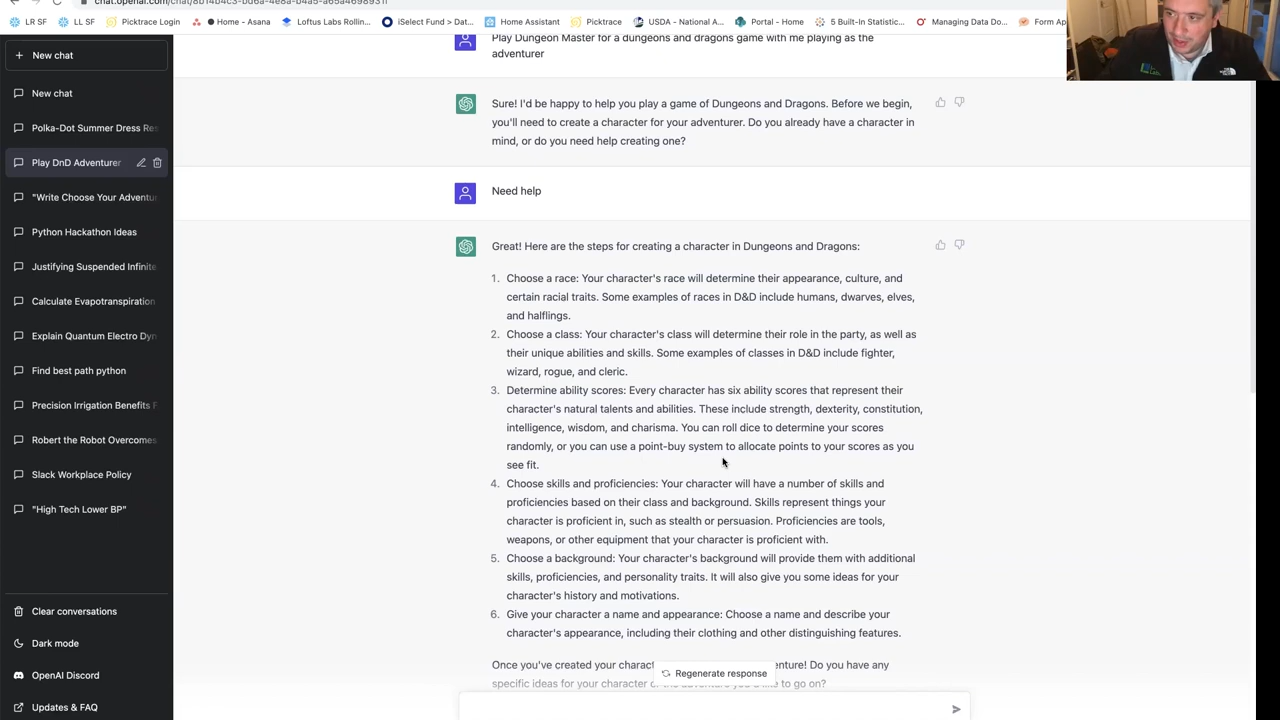 LR SF
LL SF
Picktrace Login
Home - Asana
Loftus Labs Rollin...
iSelect Fund > Dat...
Home Assistant
Picktrace
USDA - National A...
Portal - Home
5 Built-In Statistic...
Managing Data Do...
Form Ap
New chat
New chat
Polka-Dot Summer Dress Res
Play DnD Adventurer
"Write Choose Your Adventu
Python Hackathon Ideas
Justifying Suspended Infinite
Calculate Evapotranspiration
Explain Quantum Electro Dyn
Find best path python
Precision Irrigation Benefits F
Robert the Robot Overcomes
Slack Workplace Policy
"High Tech Lower BP"
Clear conversations
Dark mode
OpenAI Discord
Updates & FAQ
Play Dungeon Master for a dungeons and dragons game with me playing as the
adventurer
Sure! I'd be happy to help you play a game of Dungeons and Dragons. Before we begin,
you'll need to create a character for your adventurer. Do you already have a character in
mind, or do you need help creating one?
Need help
Great! Here are the steps for creating a character in Dungeons and Dragons:
1. Choose a race: Your character's race will determine their appearance, culture, and
certain racial traits. Some examples of races in D&D include humans, dwarves, elves,
and halflings.
2. Choose a class: Your character's class will determine their role in the party, as well as
their unique abilities and skills. Some examples of classes in D&D include fighter,
wizard, rogue, and cleric.
3. Determine ability scores: Every character has six ability scores that represent their
character's natural talents and abilities. These include strength, dexterity, constitution,
intelligence, wisdom, and charisma. You can roll dice to determine your scores
randomly, or you can use a point-buy system to allocate points to your scores as you
see fit.
4. Choose skills and proficiencies: Your character will have a number of skills and
proficiencies based on their class and background. Skills represent things your
character is proficient in, such as stealth or persuasion. Proficiencies are tools,
weapons, or other equipment that your character is proficient with.
5. Choose a background: Your character's background will provide them with additional
skills, proficiencies, and personality traits. It will also give you some ideas for your
character's history and motivations.
6. Give your character a name and appearance: Choose a name and describe your
character's appearance, including their clothing and other distinguishing features.
Once you've created your charact enture! Do you have any
specific ideas for your character
Regenerate response